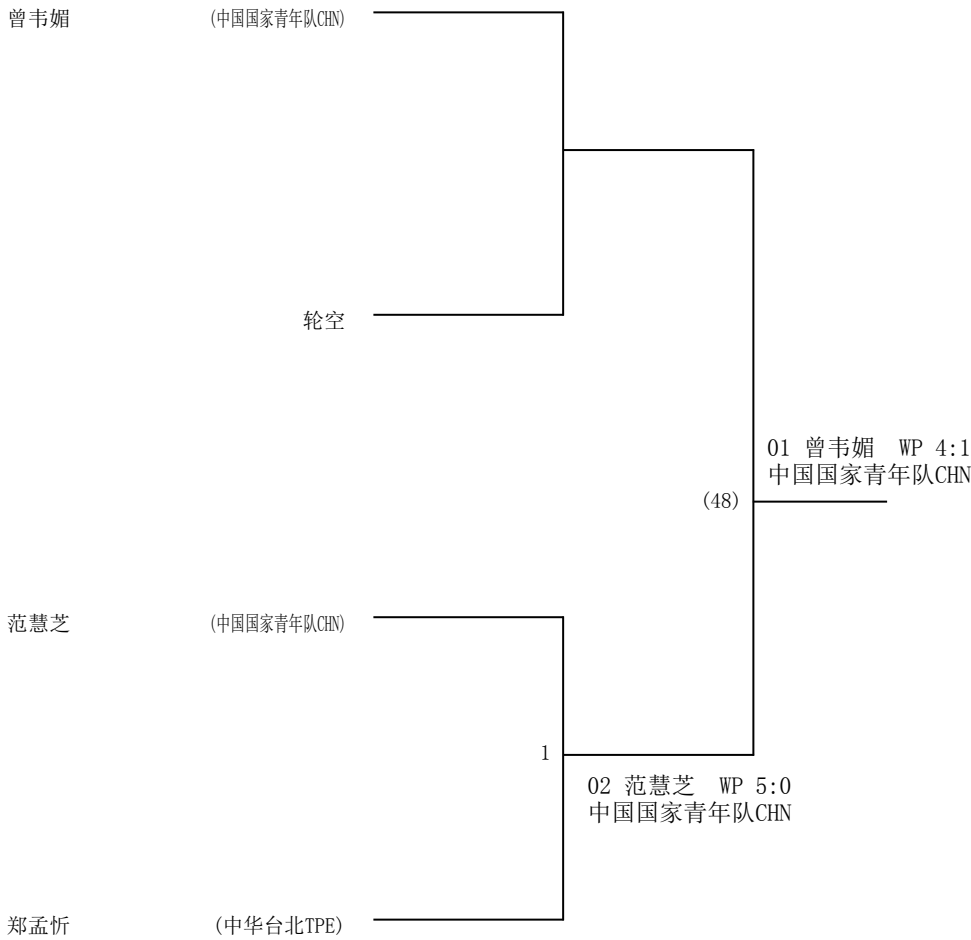 曾韦媚 (中国国家青年队CHN)
轮空
01 曾韦媚 WP 4:1
中国国家青年队CHN
(48)
范慧芝 (中国国家青年队CHN)
1
02 范慧芝 WP 5:0
中国国家青年队CHN
郑孟忻 (中华台北TPE)